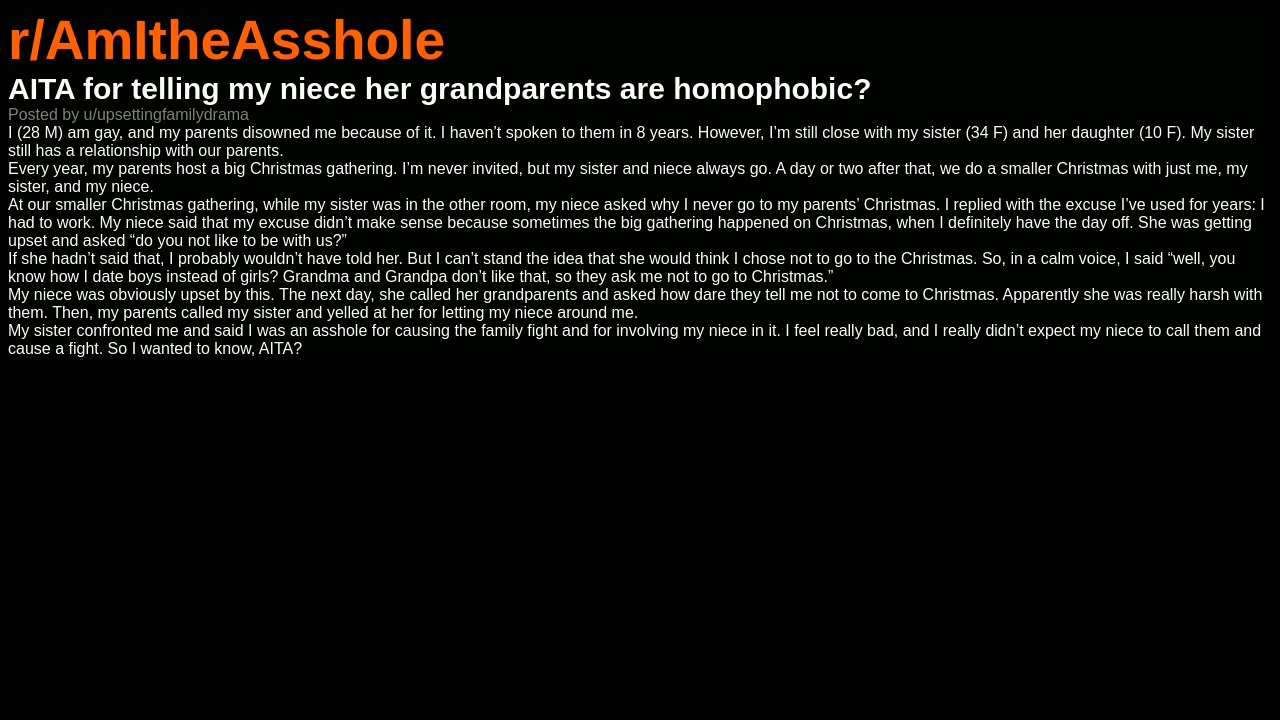 r/AmItheAsshole
AITA for telling my niece her grandparents are homophobic?
Posted by u/upsettingfamilydrama
I (28 M) am gay, and my parents disowned me because of it. I haven’t spoken to them in 8 years. However, I’m still close with my sister (34 F) and her daughter (10 F). My sister
still has a relationship with our parents.
Every year, my parents host a big Christmas gathering. I’m never invited, but my sister and niece always go. A day or two after that, we do a smaller Christmas with just me, my
sister, and my niece.
At our smaller Christmas gathering, while my sister was in the other room, my niece asked why I never go to my parents’ Christmas. I replied with the excuse I’ve used for years: I
had to work. My niece said that my excuse didn’t make sense because sometimes the big gathering happened on Christmas, when I definitely have the day off. She was getting
upset and asked “do you not like to be with us?”
If she hadn’t said that, I probably wouldn’t have told her. But I can’t stand the idea that she would think I chose not to go to the Christmas. So, in a calm voice, I said “well, you
know how I date boys instead of girls? Grandma and Grandpa don’t like that, so they ask me not to go to Christmas.”
My niece was obviously upset by this. The next day, she called her grandparents and asked how dare they tell me not to come to Christmas. Apparently she was really harsh with
them. Then, my parents called my sister and yelled at her for letting my niece around me.
My sister confronted me and said I was an asshole for causing the family fight and for involving my niece in it. I feel really bad, and I really didn’t expect my niece to call them and
cause a fight. So I wanted to know, AITA?